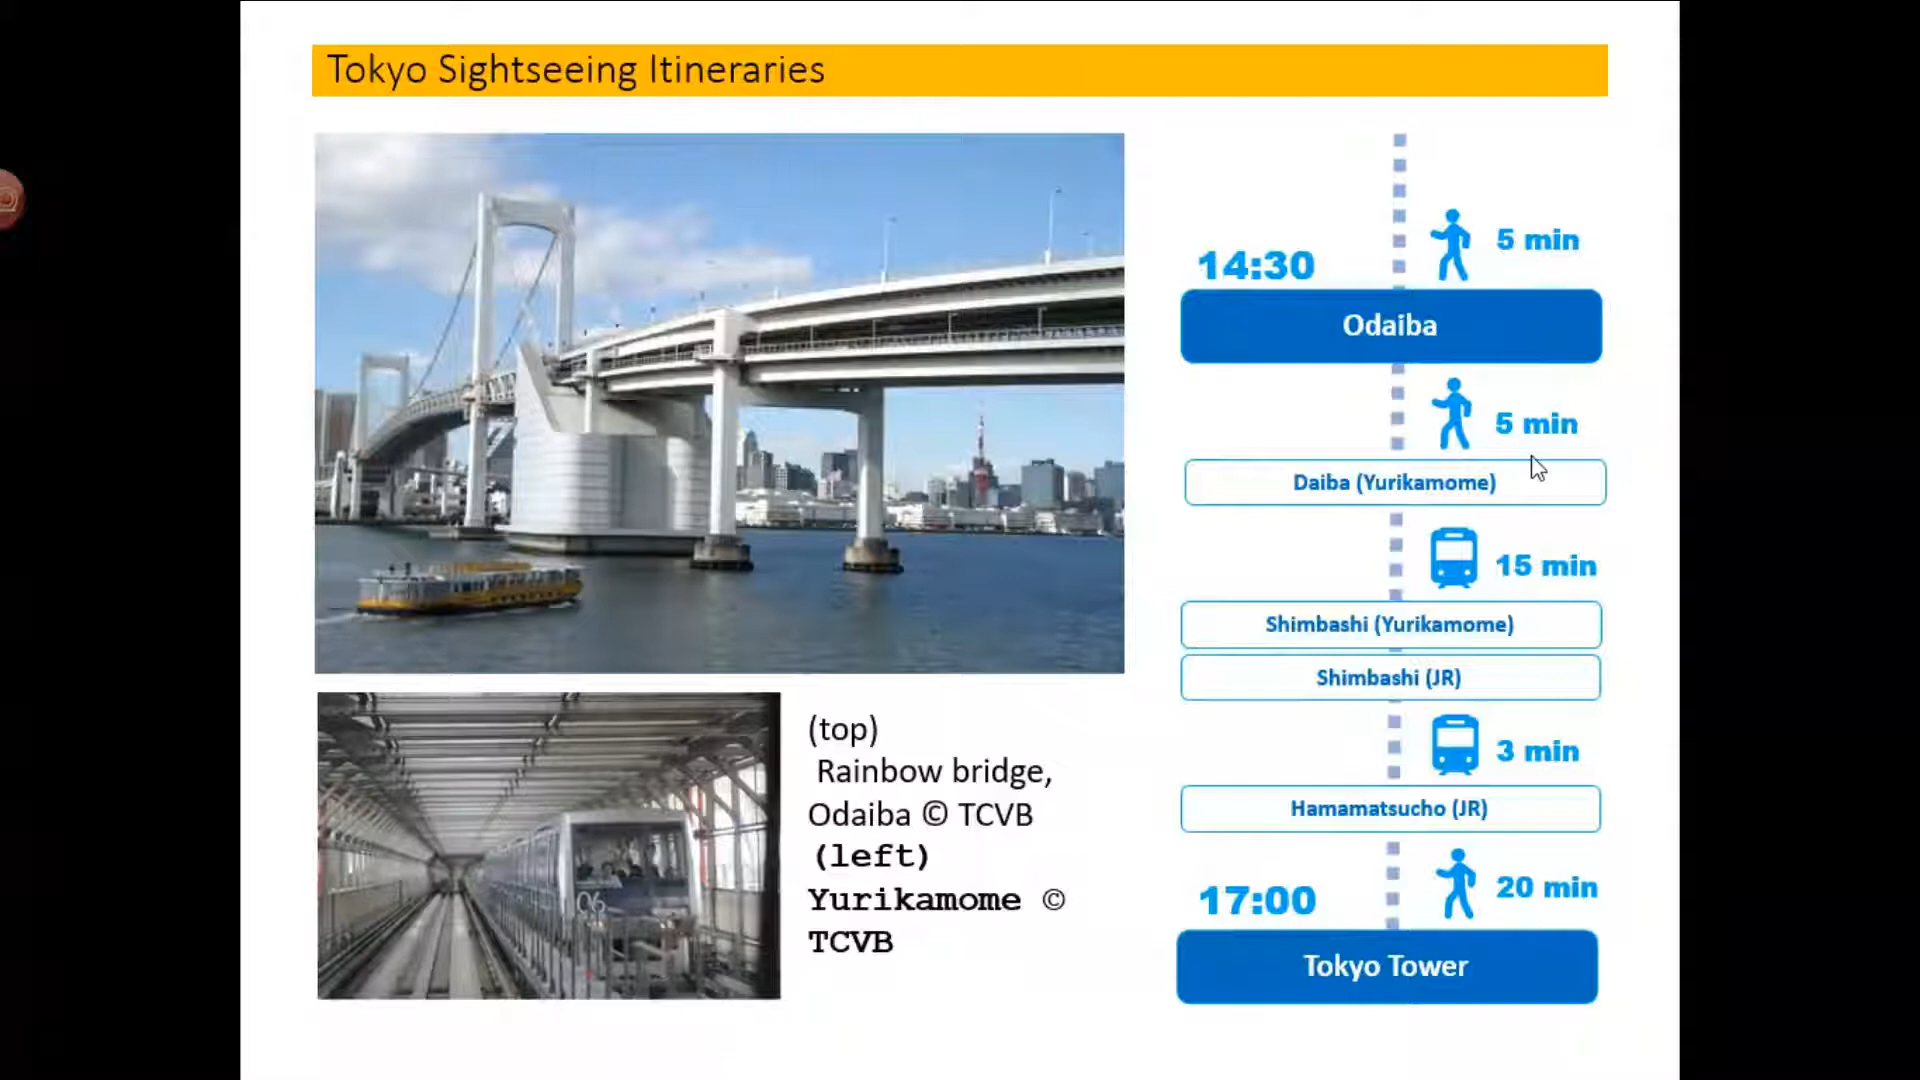 Tokyo Sightseeing Itineraries
5 min
14:30
Odaiba
5 min
Daiba (Yurikamome)
15 min
Shimbashi (Yurikamome)
Shimbashi (JR)
3 min
Hamamatsucho (JR)
20 min
17:00
Tokyo Tower
(top)
Rainbow bridge,
Odaiba © TCVB
(left)
Yurikamome ©
TCVB
06